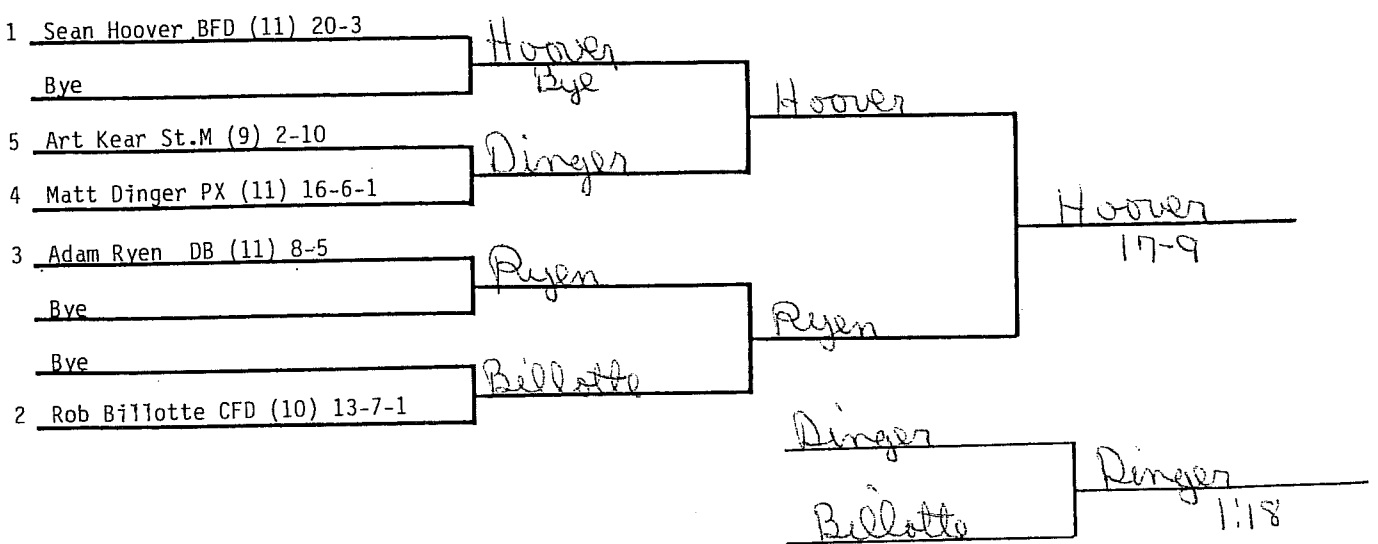 1 Sean Hoover BFD (11) 20-3
Bye
Hoover
Bye
5 Art Kear St.M (9) 2-10
4 Matt Dinger PX (11) 16-6-1
Dinger
Hoover
3 Adam Ryen DB (11) 8-5
Bye
Ryen
Bye
2 Rob Billotte CFD (10) 13-7-1
Billotte
Ryen
Hoover
17-9
Dinger
Billotte
Dinger
1:18